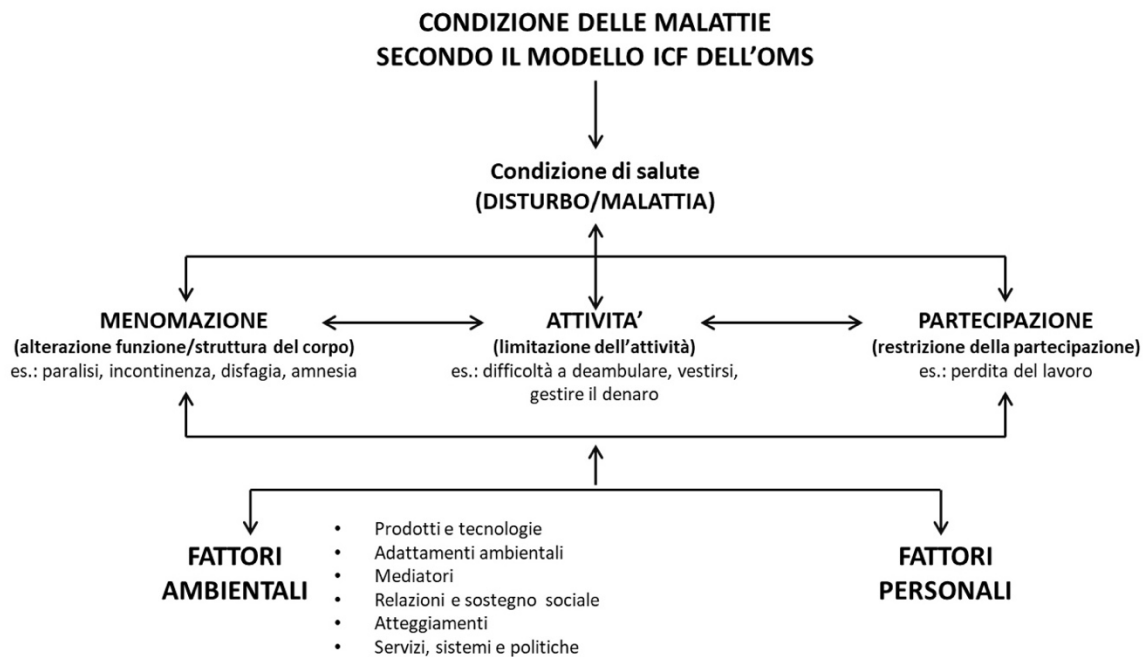 CONDIZIONE DELLE MALATTIE
SECONDO IL MODELLO ICF DELL’OMS
Condizione di salute
(DISTURBO/MALATTIA)
MENOMAZIONE
(alterazione funzione/struttura del corpo)
es.: paralisi, incontinenza, disfagia, amnesia
ATTIVITA’
(limitazione dell’attività)
es.: difficoltà a deambulare, vestirsi,
gestire il denaro
PARTECIPAZIONE
(restrizione della partecipazione)
es.: perdita del lavoro
FATTORI
AMBIENTALI
• Prodotti e tecnologie
• Adattamenti ambientali
• Mediatori
• Relazioni e sostegno sociale
• Atteggiamenti
• Servizi, sistemi e politiche
FATTORI
PERSONALI